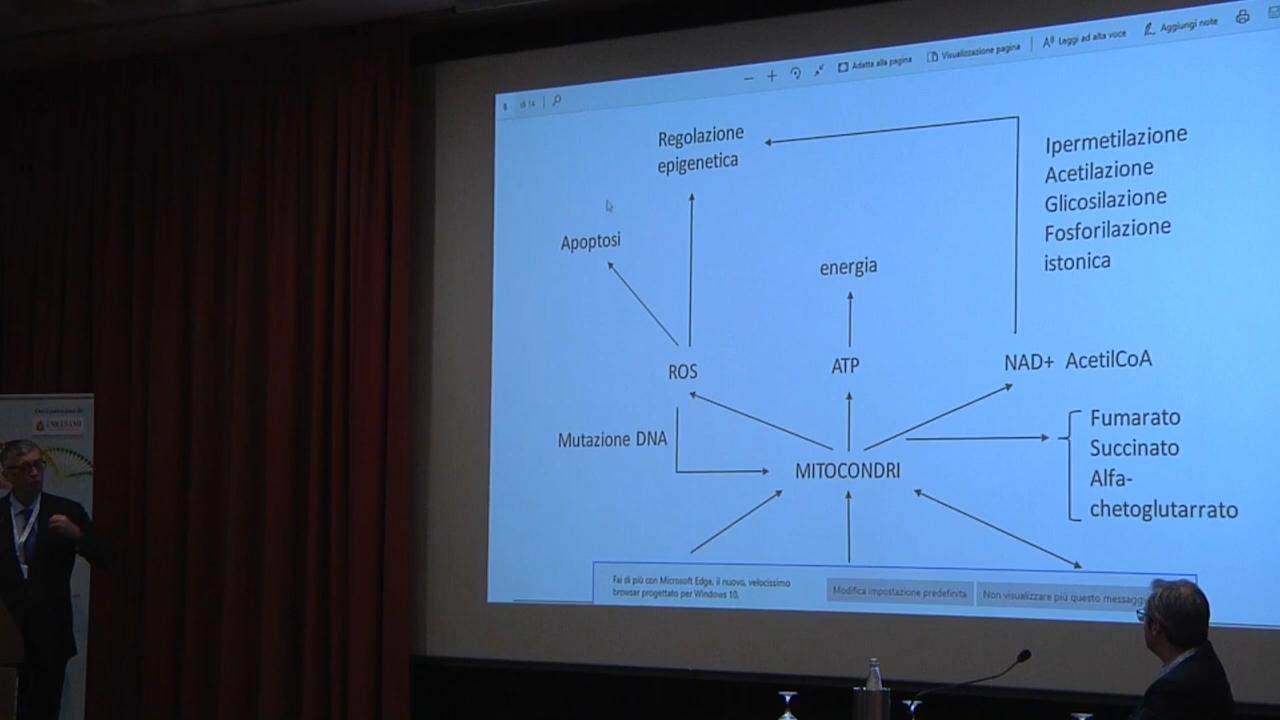 di 14
Adatta alla pagina
Visualizzazione pagina
Leggi ad alta voce
Aggiungi note
Regolazione
epigenetica
Ipermetilazione
Acetilazione
Glicosilazione
Fosforilazione
istonica
Apoptosi
energia
ROS
ATP
NAD+ AcetilCoA
Mutazione DNA
MITOCONDRI
Fumarato
Succinato
Alfa-
chetoglutarrato
Fai di più con Microsoft Edge, il nuovo, velocissimo
browser progettato per Windows 10.
Modifica impostazione predefinita
Non visualizzare più questo messaggio